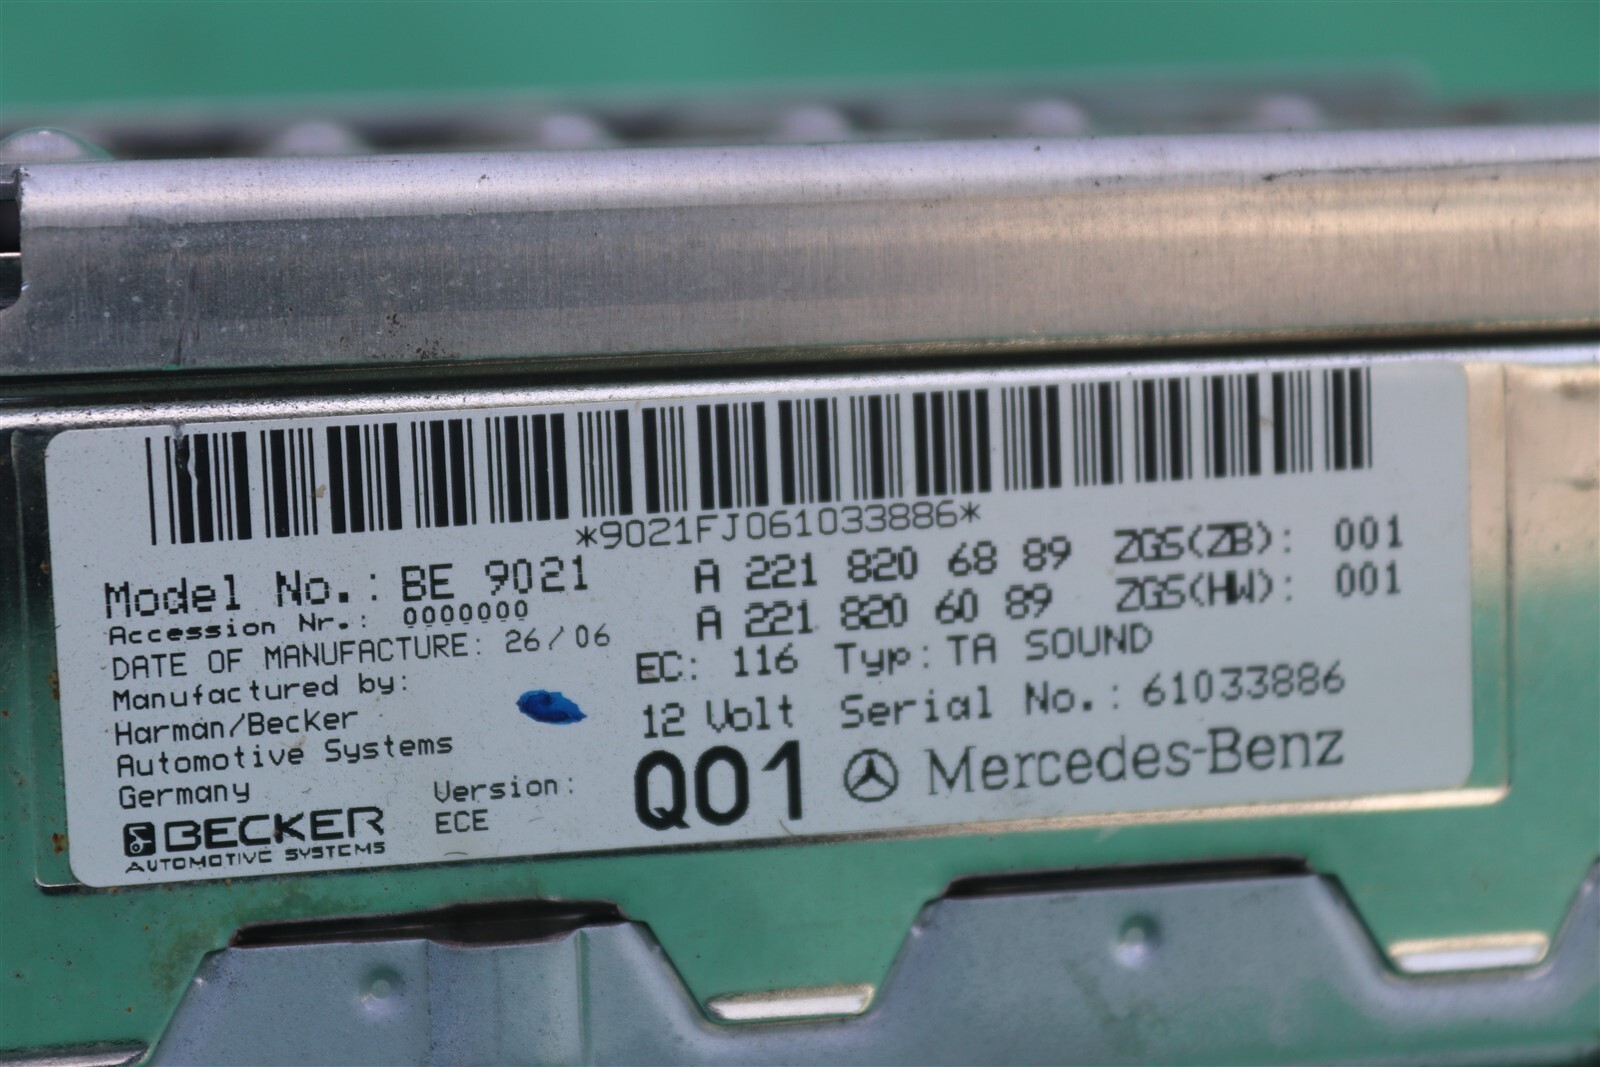 *9021FJ061033886*
Model No.: BE 9021
Accession Nr.: 0000000
DATE OF MANUFACTURE: 26/06
Manufactured by:
Harman/Becker
Automotive Systems
Germany
BECKER
AUTOMOTIVE SYSTEMS
Version:
ECE
A 221 820 68 89 ZGS(ZB): 001
A 221 820 60 89 ZGS(HW): 001
EC: 116 Typ: TA SOUND
12 Volt Serial No.: 61033886
Q01 Mercedes-Benz